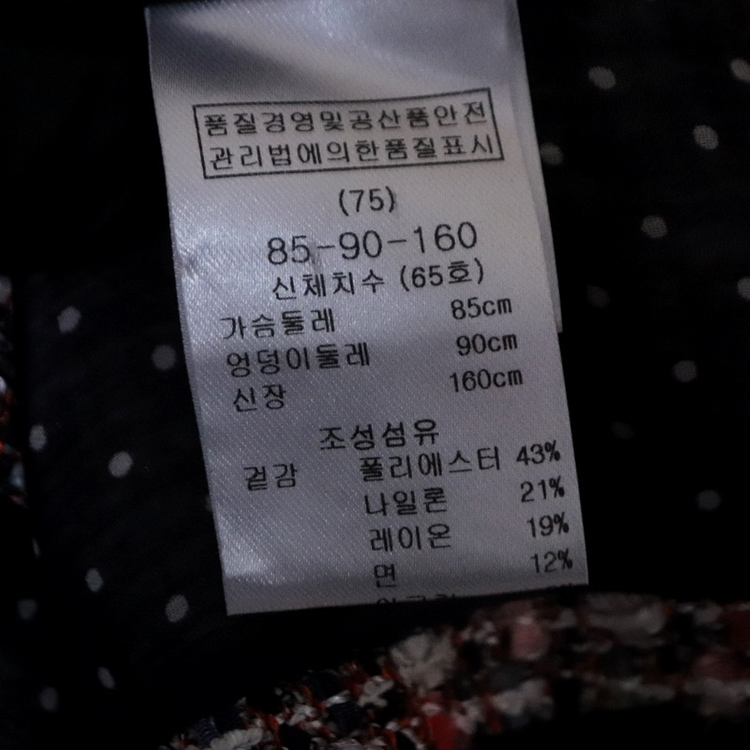 품질경영및공산품안전
관리법에의한품질표시
(75)
85-90-160
신체치수 (65호)
가슴둘레 85cm
엉덩이둘레 90cm
신장 160cm
조성섬유
겉감 폴리에스터 43%
나일론 21%
레이온 19%
면 12%